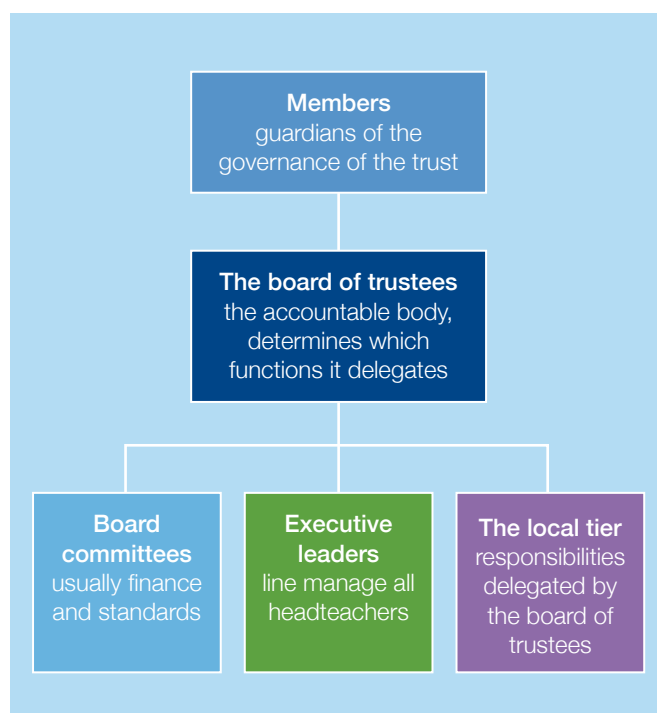 Members
guardians of the
governance of the trust
The board of trustees
the accountable body,
determines which
functions it delegates
Board
committees
usually finance
and standards
Executive
leaders
line manage all
headteachers
The local tier
responsibilities
delegated by
the board of
trustees